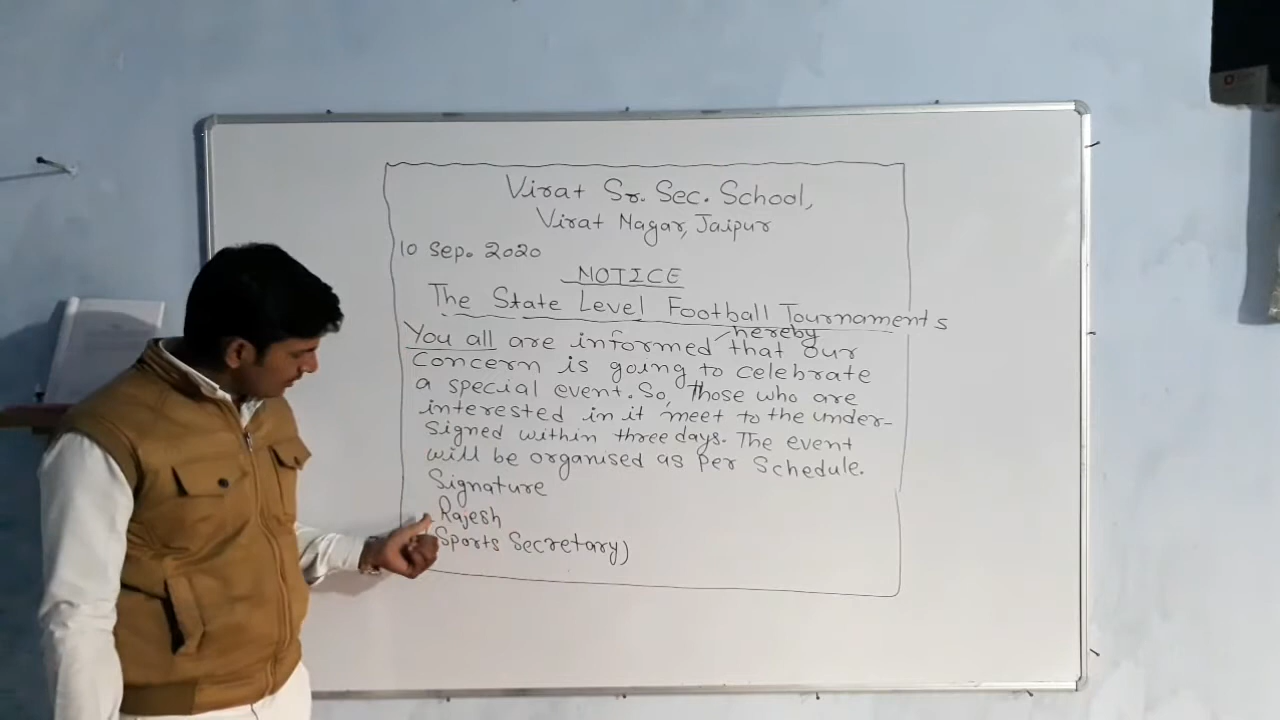 Virat Sr. Sec. School,
Virat Nagar, Jaipur
10 Sep. 2020
NOTICE
The State Level Football Tournaments
You all are informed hereby that our
Concern is going to celebrate
a special event. So, those who are
interested in it meet to the under-
signed within three days. The event
will be organised as per Schedule.
Signature
Rajesh
(Sports Secretary)